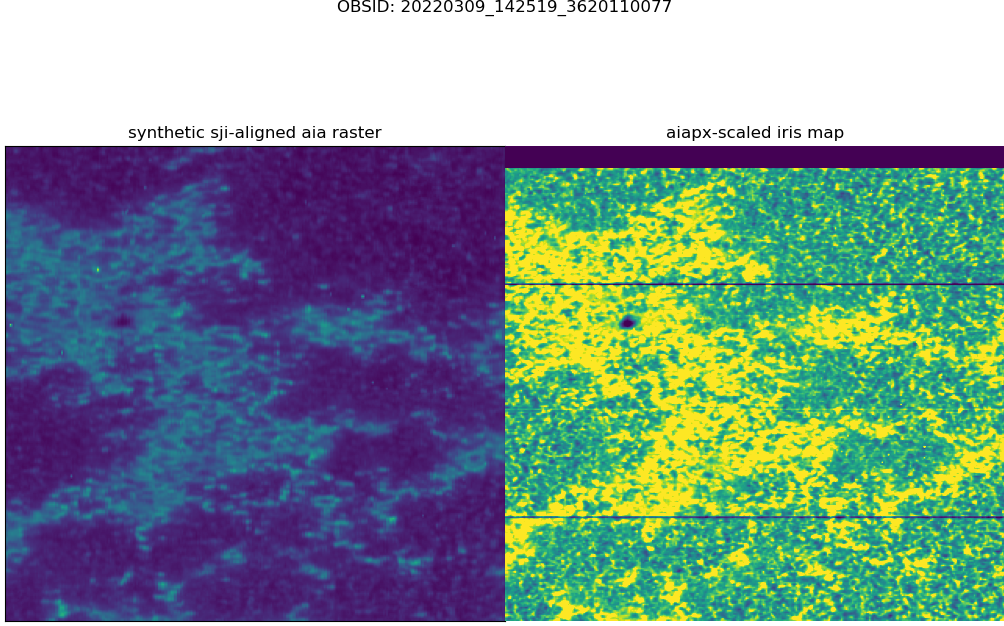 OBSID: 20220309_142519_3620110077
synthetic sji-aligned aia raster
aiapx-scaled iris map